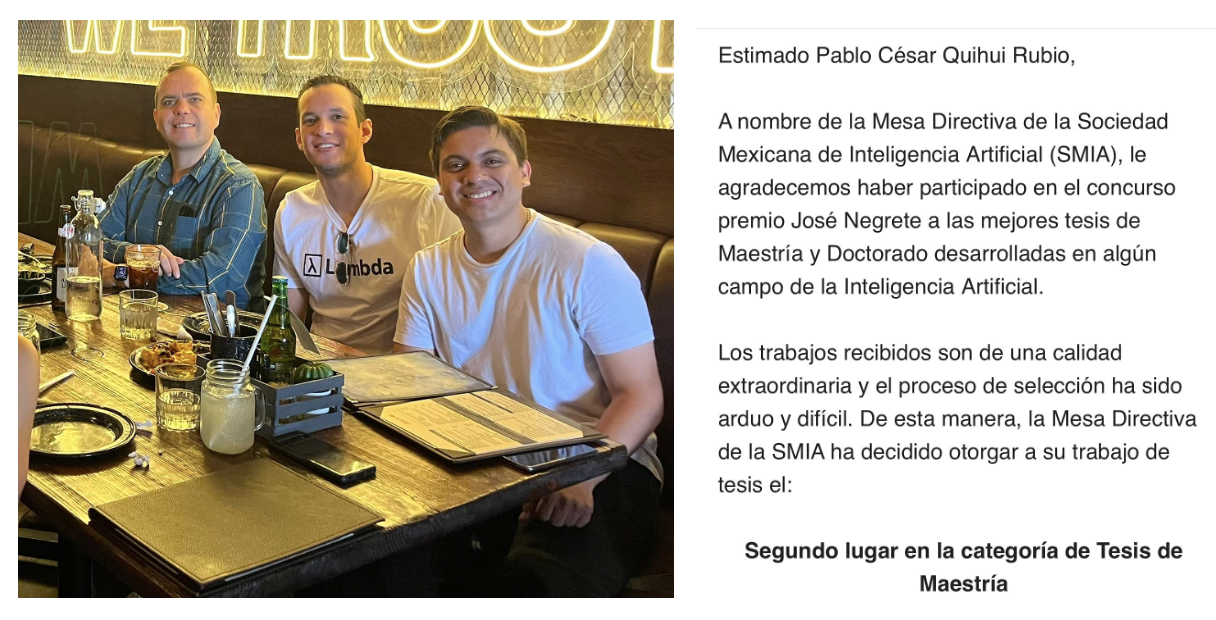 WE TRUST
λ Lambda
Estimado Pablo César Quihui Rubio,
A nombre de la Mesa Directiva de la Sociedad
Mexicana de Inteligencia Artificial (SMIA), le
agradecemos haber participado en el concurso
premio José Negrete a las mejores tesis de
Maestría y Doctorado desarrolladas en algún
campo de la Inteligencia Artificial.
Los trabajos recibidos son de una calidad
extraordinaria y el proceso de selección ha sido
arduo y difícil. De esta manera, la Mesa Directiva
de la SMIA ha decidido otorgar a su trabajo de
tesis el:
Segundo lugar en la categoría de Tesis de
Maestría